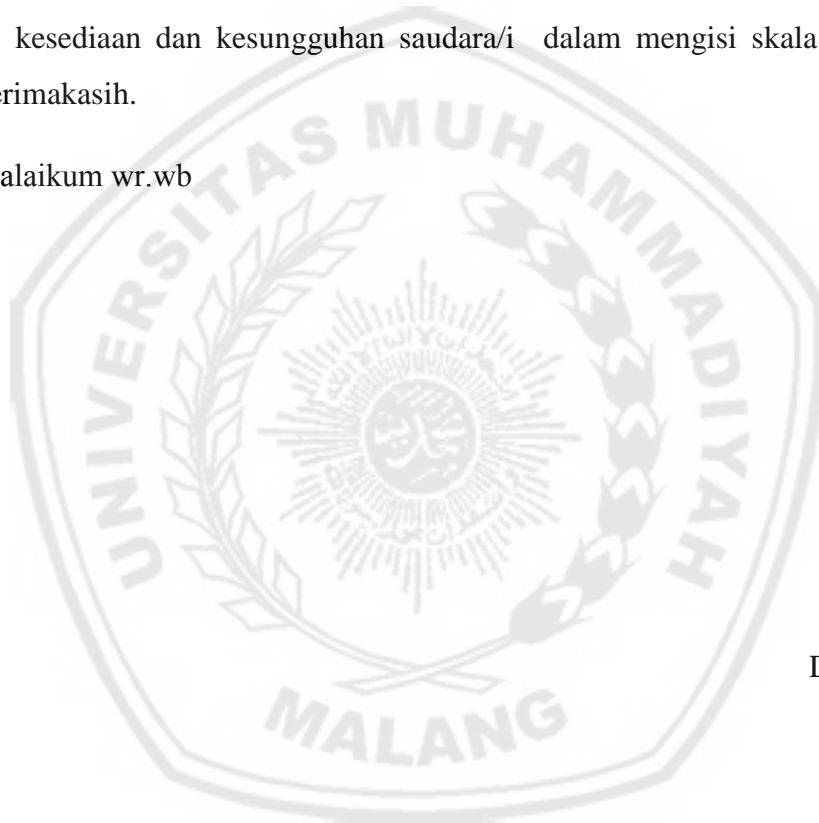 kesediaan dan kesungguhan saudara/i dalam mengisi skala
erimakasih.
alaikum wr.wb
UNIVERSITAS MUHAMMADIYAH
D
MALANG